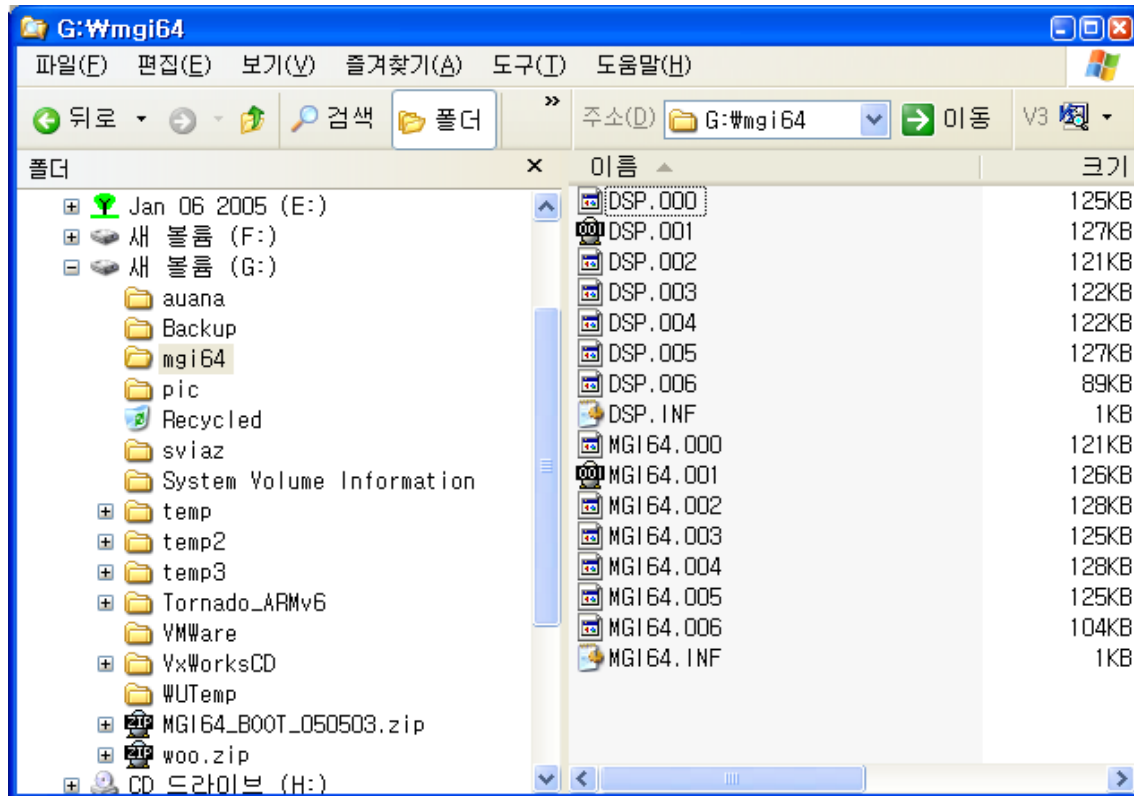 G:₩mgi64
파일(F) 편집(E) 보기(V) 즐겨찾기(A) 도구(T) 도움말(H)
뒤로 검색 폴더 » 주소(D) G:₩mgi64 이동 V3
폴더
Jan 06 2005 (E:)
새 볼륨 (F:)
새 볼륨 (G:)
auana
Backup
mgi64
pic
Recycled
sviaz
System Volume Information
temp
temp2
temp3
Tornado_ARMv6
VMWare
VxWorksCD
WUTemp
MGI64_BOOT_050503.zip
woo.zip
CD 드라이브 (H:)
이름 크기
DSP.000 125KB
DSP.001 127KB
DSP.002 121KB
DSP.003 122KB
DSP.004 122KB
DSP.005 127KB
DSP.006 89KB
DSP.INF 1KB
MGI64.000 121KB
MGI64.001 126KB
MGI64.002 128KB
MGI64.003 125KB
MGI64.004 128KB
MGI64.005 125KB
MGI64.006 104KB
MGI64.INF 1KB